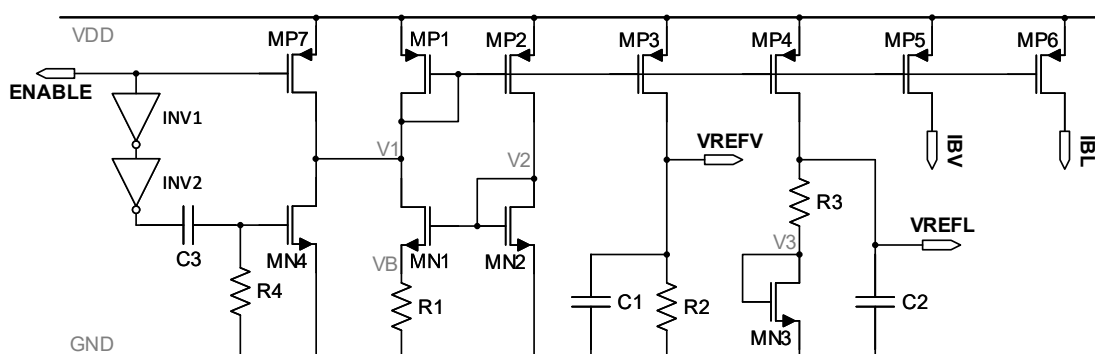 VDD
MP7
MP1
MP2
MP3
MP4
MP5
MP6
ENABLE
INV1
INV2
V1
V2
VREFV
IBV
IBL
R3
VREFL
C3
MN4
VB
MN1
MN2
V3
R4
R1
C1
R2
MN3
C2
GND